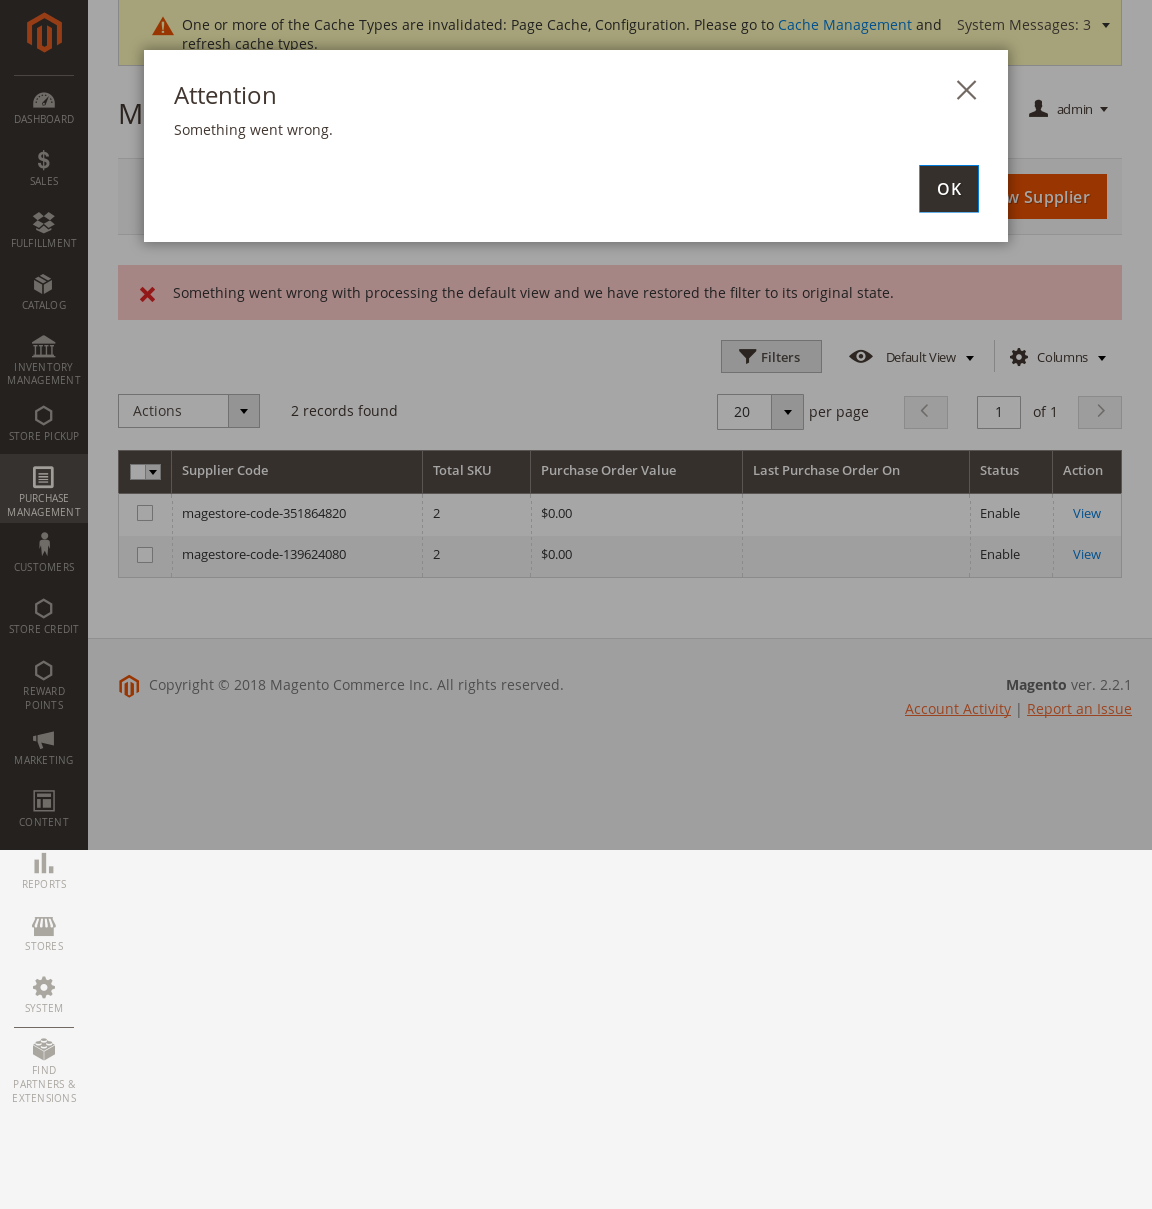 One or more of the Cache Types are invalidated: Page Cache, Configuration. Please go to Cache Management and
refresh cache types.
System Messages: 3
M
admin
Attention
Something went wrong.
OK
w Supplier
Something went wrong with processing the default view and we have restored the filter to its original state.
Filters
Default View
Columns
Actions
2 records found
20
per page
1
of 1
Supplier Code
Total SKU
Purchase Order Value
Last Purchase Order On
Status
Action
magestore-code-351864820
2
$0.00
Enable
View
magestore-code-139624080
2
$0.00
Enable
View
Copyright © 2018 Magento Commerce Inc. All rights reserved.
Magento ver. 2.2.1
Account Activity | Report an Issue
DASHBOARD
SALES
FULFILLMENT
CATALOG
INVENTORY
MANAGEMENT
STORE PICKUP
PURCHASE
MANAGEMENT
CUSTOMERS
STORE CREDIT
REWARD
POINTS
MARKETING
CONTENT
REPORTS
STORES
SYSTEM
FIND
PARTNERS &
EXTENSIONS